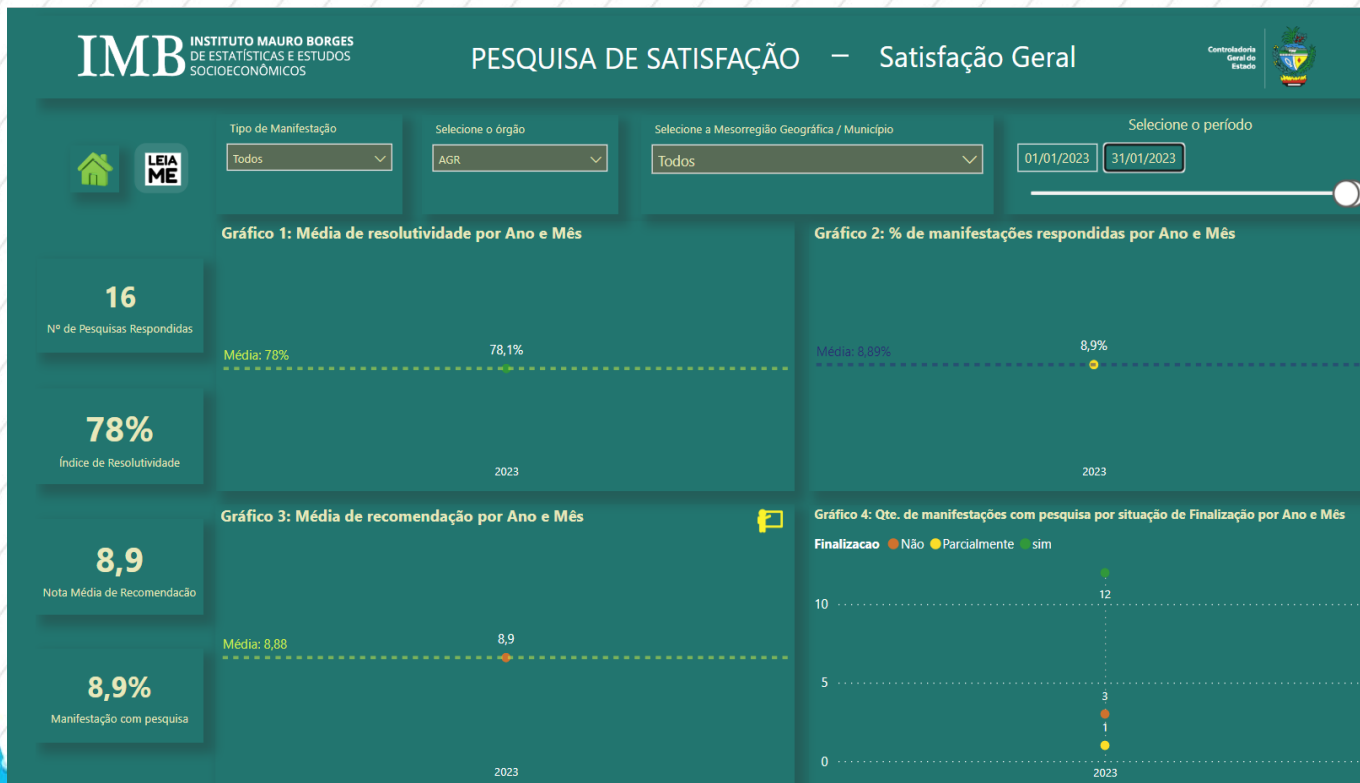 IMB INSTITUTO MAURO BORGES
DE ESTATÍSTICAS E ESTUDOS
SOCIOECONÔMICOS
PESQUISA DE SATISFAÇÃO – Satisfação Geral
Controladoria
Geral do
Estado
Tipo de Manifestação
Todos
Selecione o órgão
AGR
Selecione a Mesorregião Geográfica / Município
Todos
Selecione o período
01/01/2023 31/01/2023
LEIA
ME
16
Nº de Pesquisas Respondidas
78%
Índice de Resolutividade
8,9
Nota Média de Recomendacão
8,9%
Manifestação com pesquisa
Gráfico 1: Média de resolutividade por Ano e Mês
Média: 78%
78,1%
2023
Gráfico 2: % de manifestações respondidas por Ano e Mês
Média: 8,89%
8,9%
2023
Gráfico 3: Média de recomendação por Ano e Mês
Média: 8,88
8,9
2023
Gráfico 4: Qte. de manifestações com pesquisa por situação de Finalização por Ano e Mês
Finalizacao Não Parcialmente sim
12
10
5
3
1
0
2023